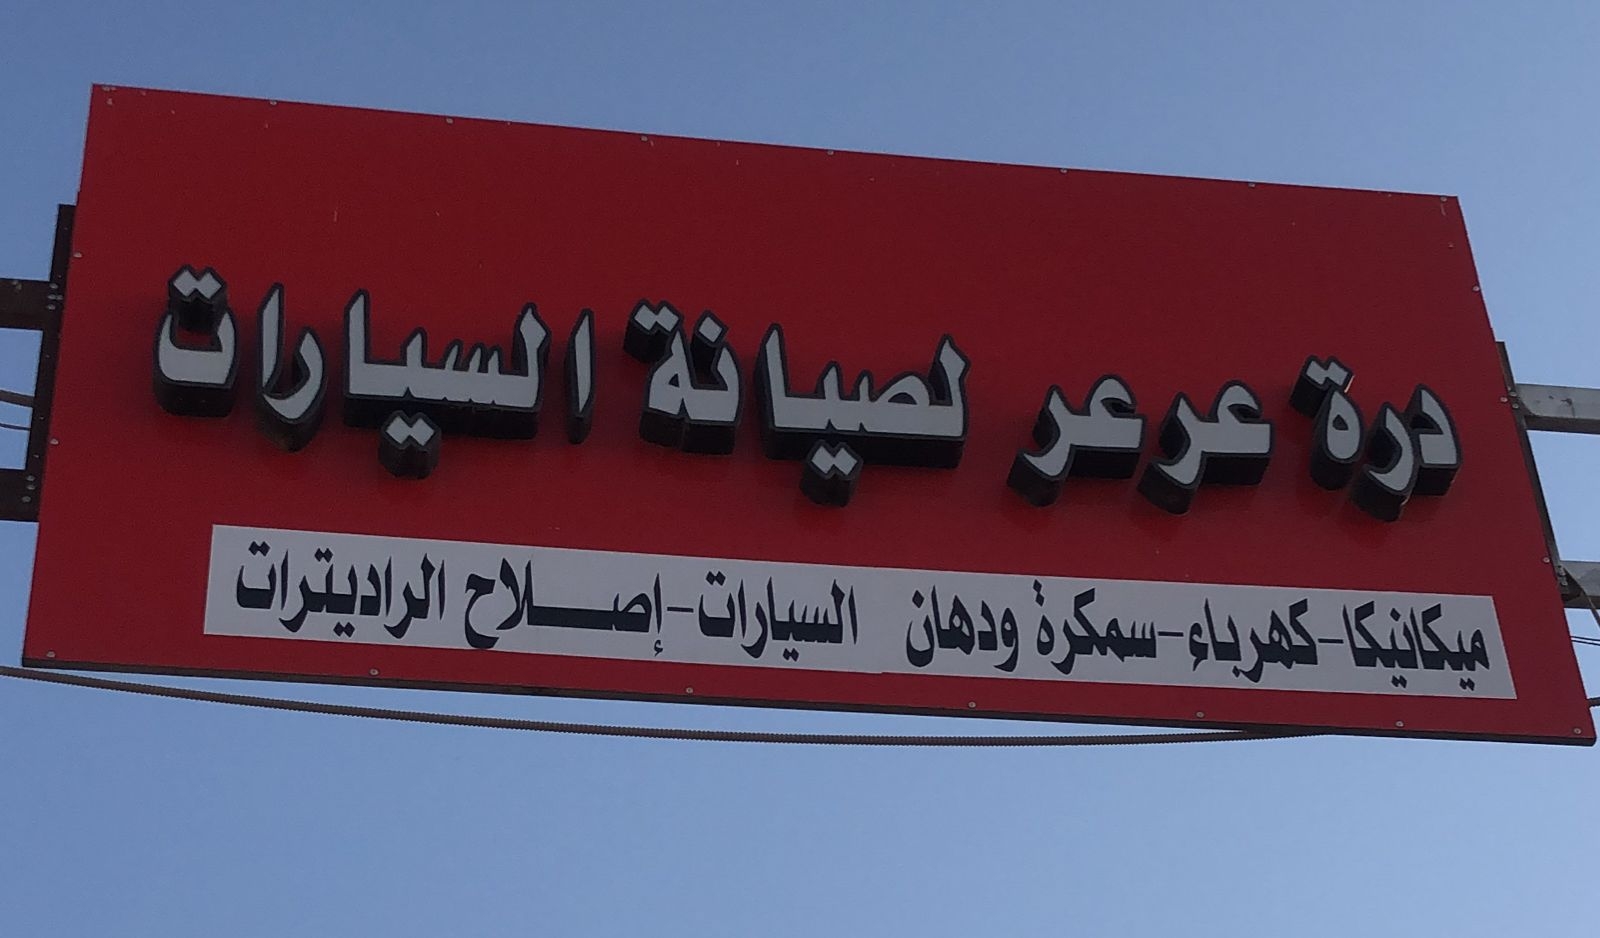 درة عرعر لصيانة السيارات
ميكانيكا-كهرباء-سمكرة ودهان السيارات-إصلاح الراديترات